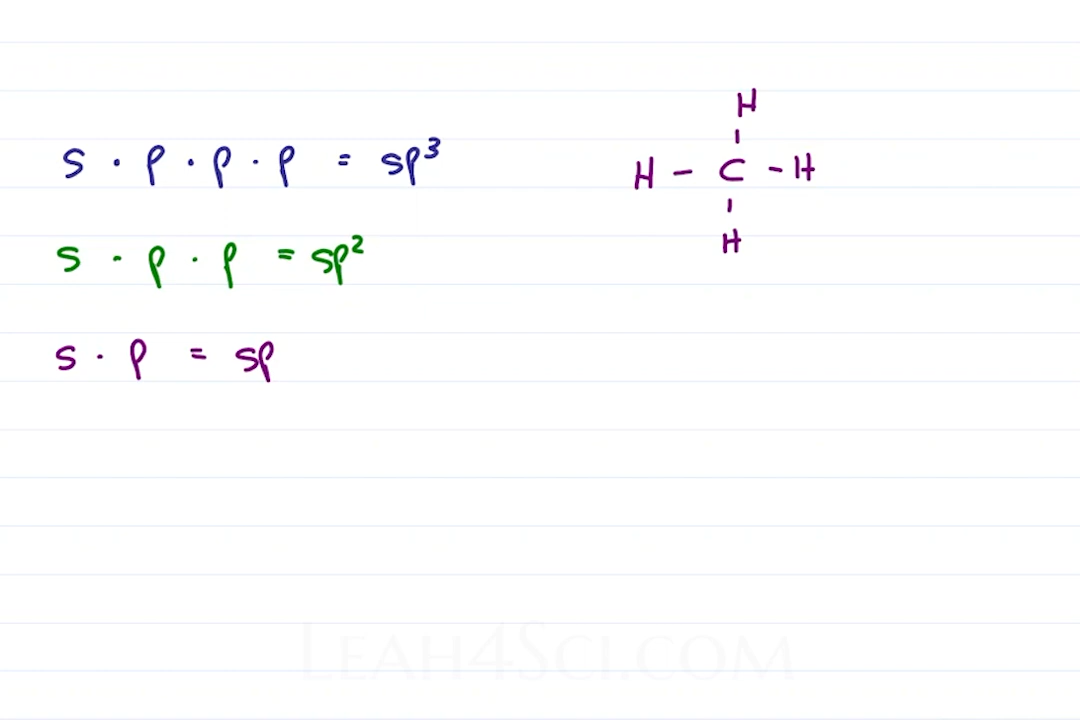 s · p · p · p = sp³
s · p · p = sp²
s · p = sp
H
H - C - H
H
LEAH4SCI.COM